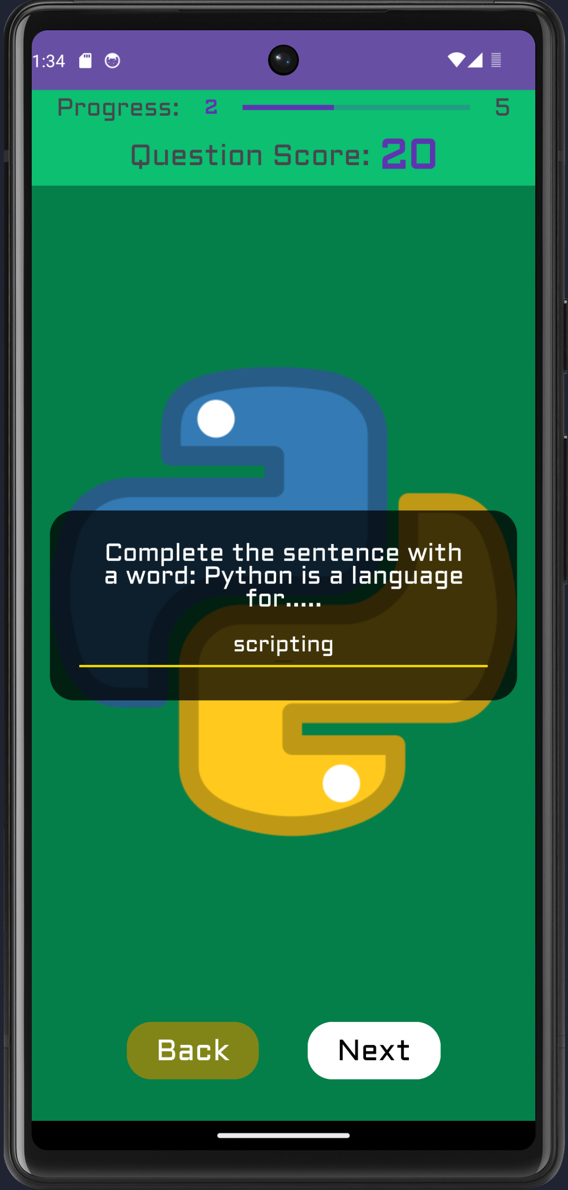 1:34
Progress: 2 5
Question Score: 20
Complete the sentence with
a word: Python is a language
for.....
scripting
Back Next